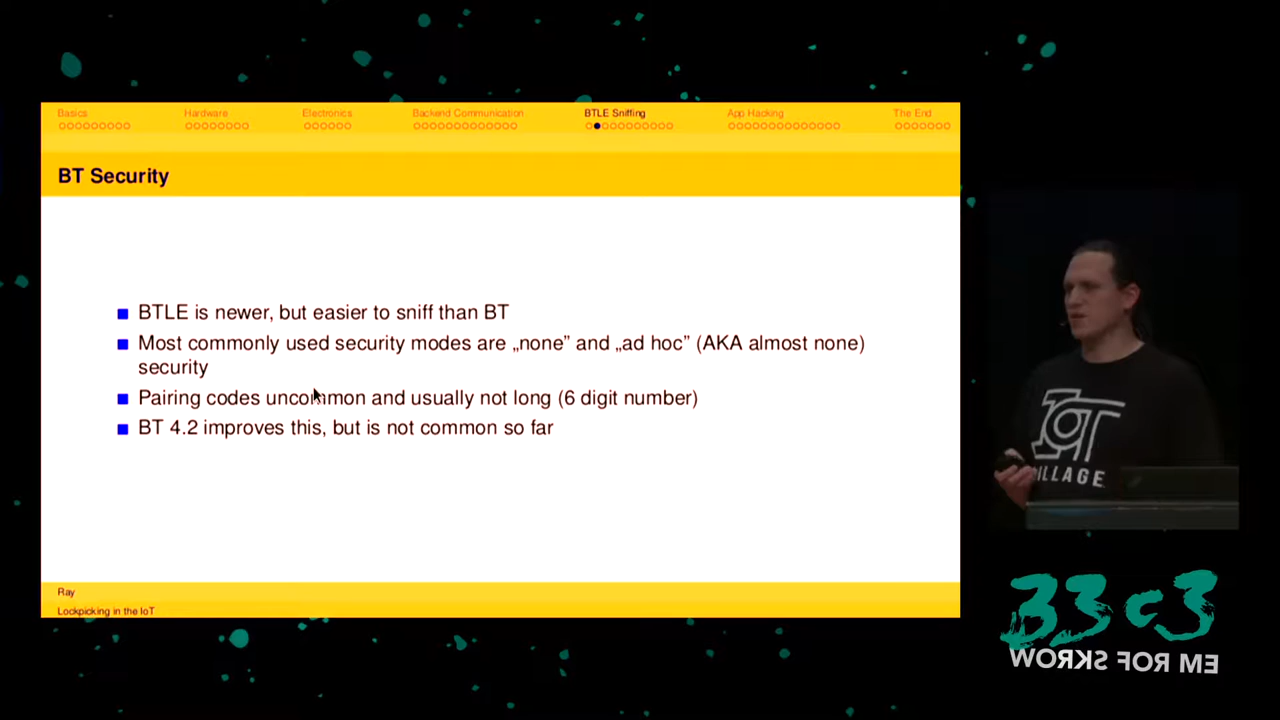 Basics
Hardware
Electronics
Backend Communication
BTLE Sniffing
App Hacking
The End
BT Security
BTLE is newer, but easier to sniff than BT
Most commonly used security modes are „none” and „ad hoc” (AKA almost none)
security
Pairing codes uncommon and usually not long (6 digit number)
BT 4.2 improves this, but is not common so far
Ray
Lockpicking in the IoT
IOT
VILLAGE
33c3
WORKS FOR ME